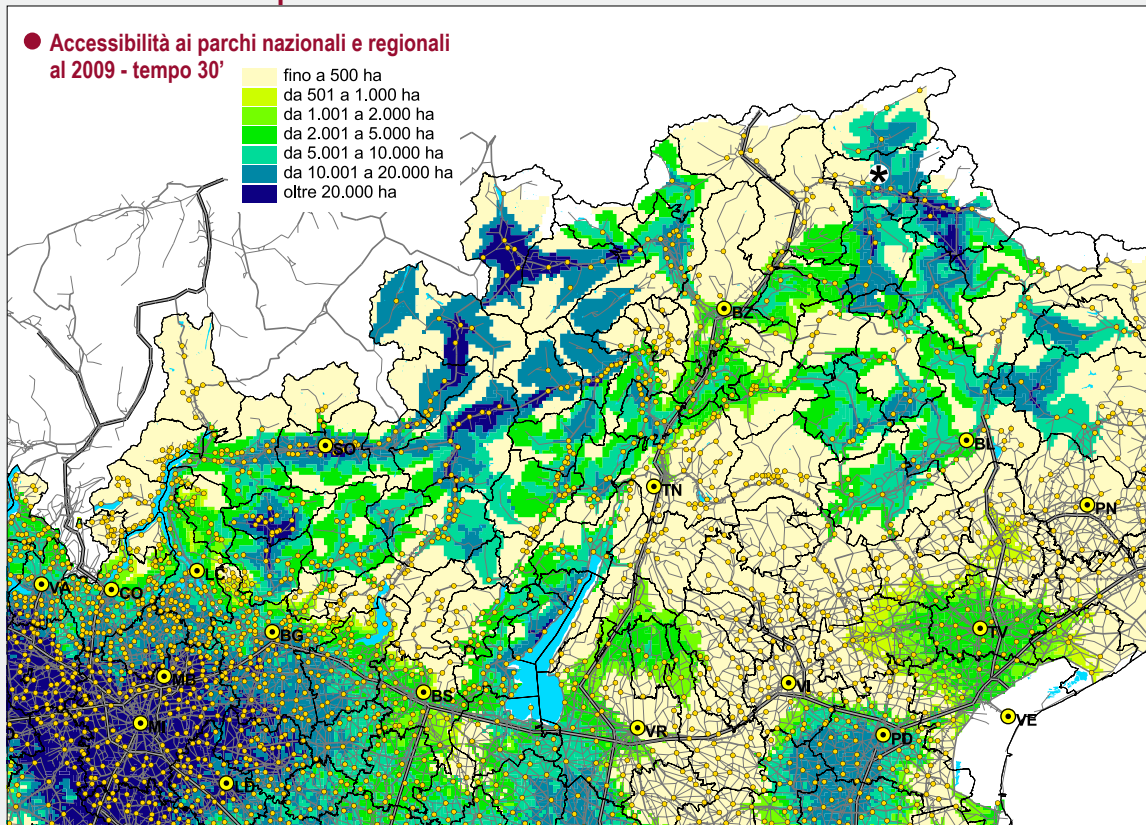 Accessibilità ai parchi nazionali e regionali
al 2009 - tempo 30'
fino a 500 ha
da 501 a 1.000 ha
da 1.001 a 2.000 ha
da 2.001 a 5.000 ha
da 5.001 a 10.000 ha
da 10.001 a 20.000 ha
oltre 20.000 ha
*
BZ
SO
BL
TN
PN
LC
VA
CO
BG
TV
MB
BS
VI
VE
MI
VR
PD
LD